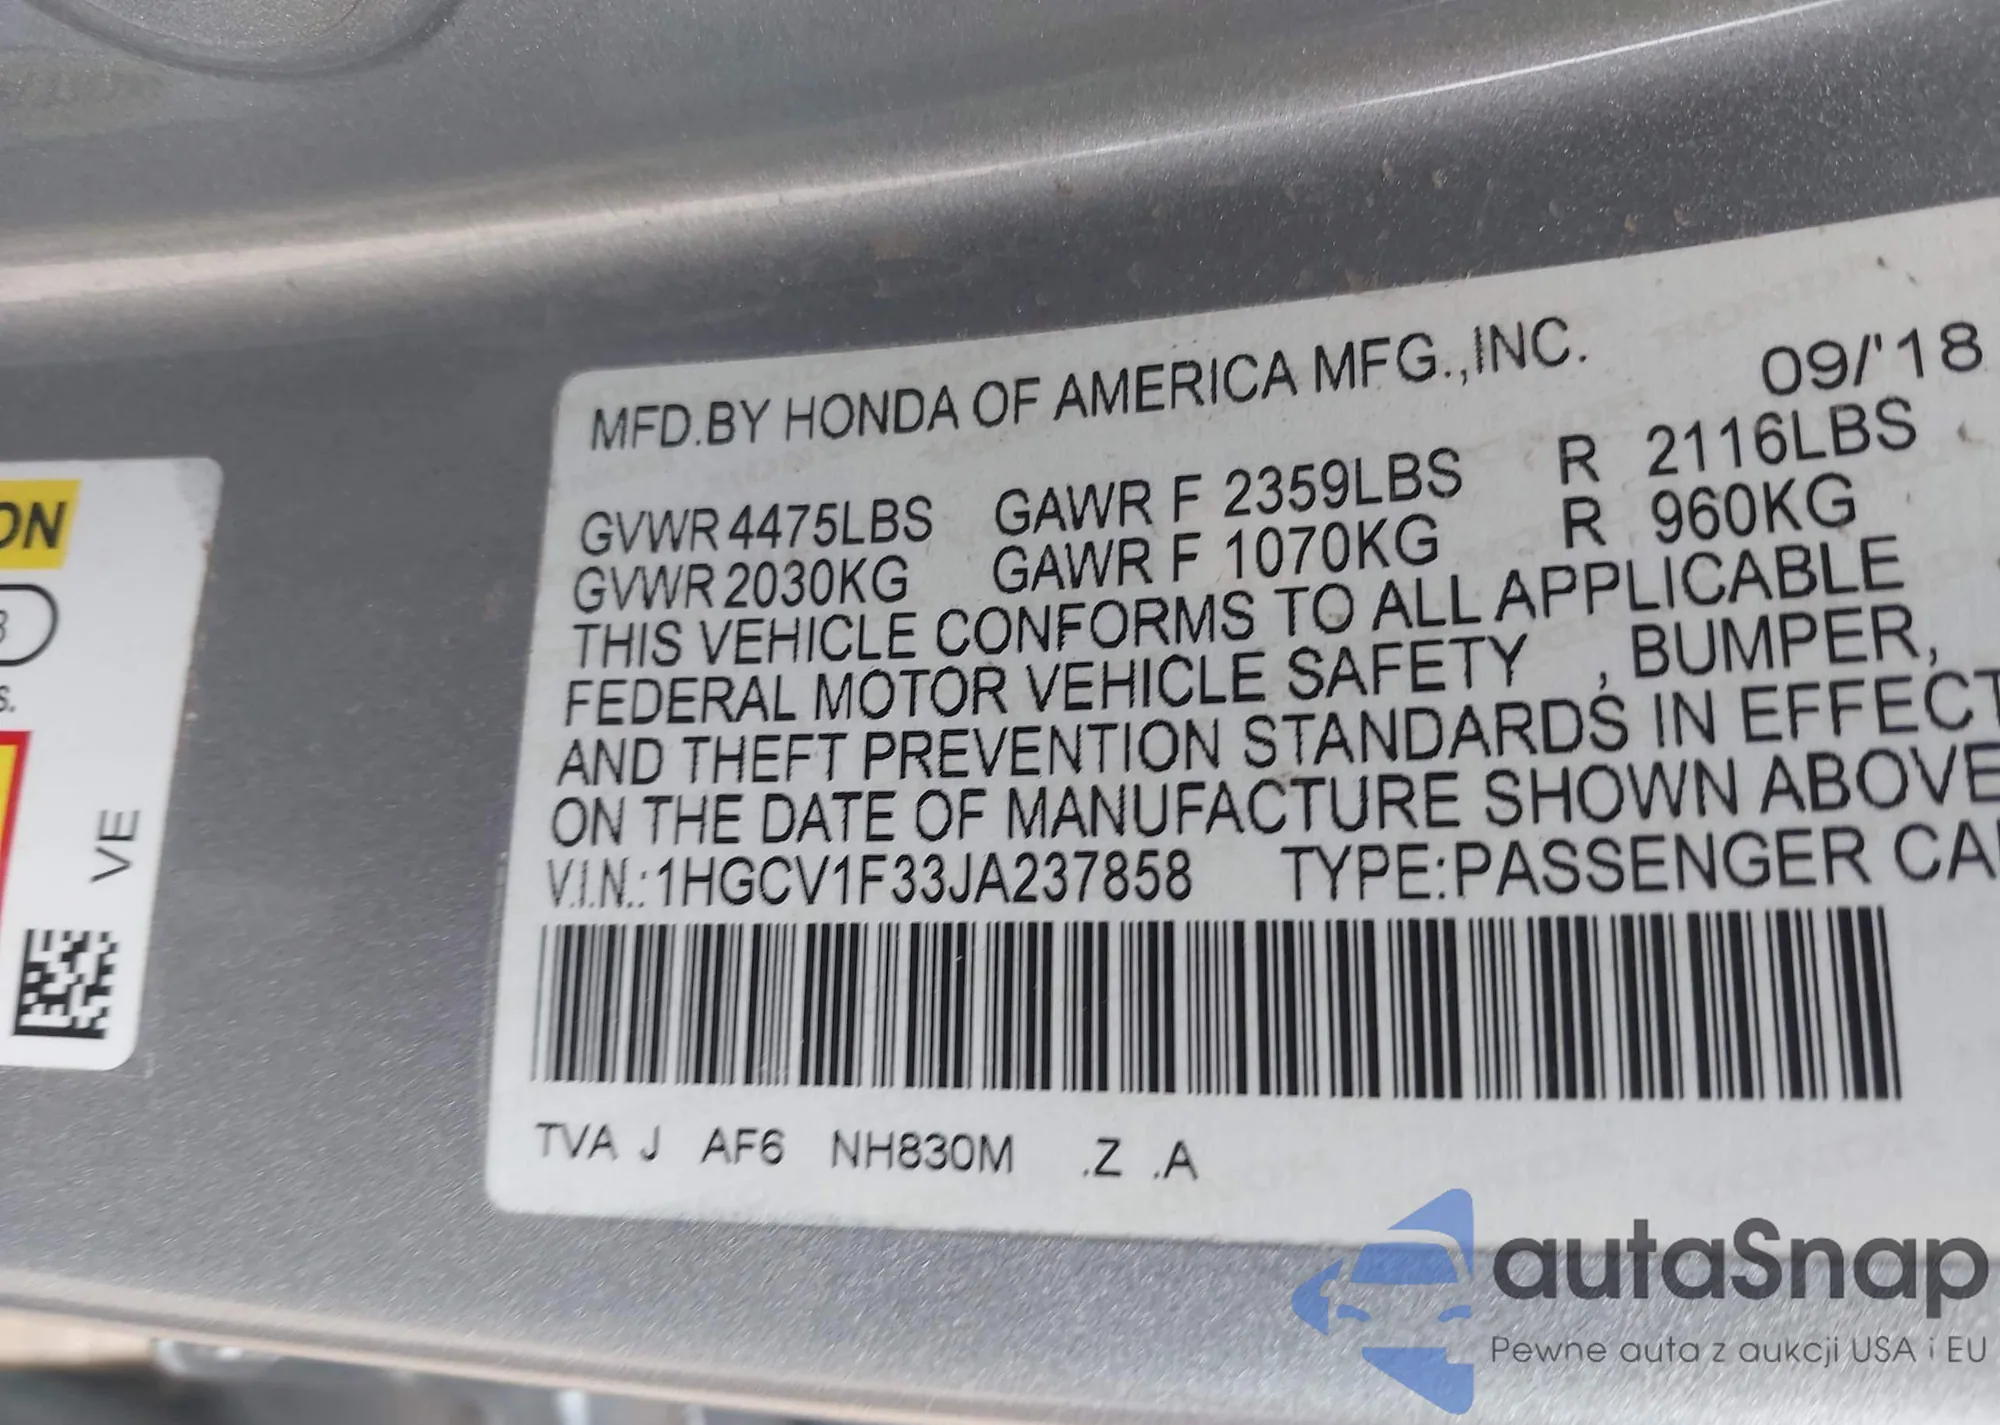 ON
3
s.
VE
MFD.BY HONDA OF AMERICA MFG.,INC. 09/'18
GVWR 4475LBS GAWR F 2359LBS R 2116LBS
GVWR 2030KG GAWR F 1070KG R 960KG
THIS VEHICLE CONFORMS TO ALL APPLICABLE
FEDERAL MOTOR VEHICLE SAFETY , BUMPER,
AND THEFT PREVENTION STANDARDS IN EFFECT
ON THE DATE OF MANUFACTURE SHOWN ABOVE
V.I.N.:1HGCV1F33JA237858 TYPE:PASSENGER CA
TVA J AF6 NH830M .Z .A
autaSnap
Pewne auta z aukcji USA i EU